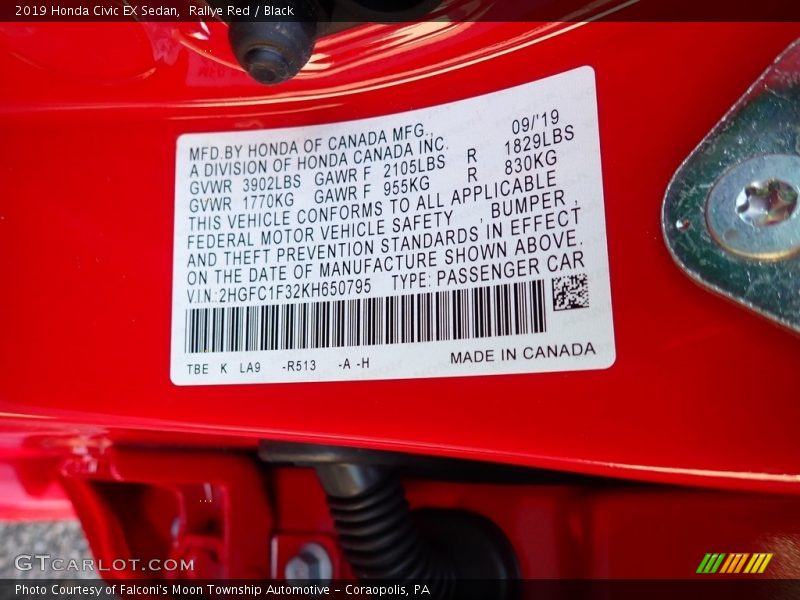 2019 Honda Civic EX Sedan,  Rallye Red / Black
MFD.BY HONDA OF CANADA MFG., 09/'19
A DIVISION OF HONDA CANADA INC.
GVWR 3902LBS GAWR F 2105LBS R 1829LBS
GVWR 1770KG GAWR F 955KG R 830KG
THIS VEHICLE CONFORMS TO ALL APPLICABLE
FEDERAL MOTOR VEHICLE SAFETY , BUMPER ,
AND THEFT PREVENTION STANDARDS IN EFFECT
ON THE DATE OF MANUFACTURE SHOWN ABOVE.
V.I.N.:2HGFC1F32KH650795 TYPE: PASSENGER CAR
TBE K LA9 -R513 -A -H MADE IN CANADA
GTCARLOT.COM
Photo Courtesy of Falconi's Moon Township Automotive - Coraopolis, PA